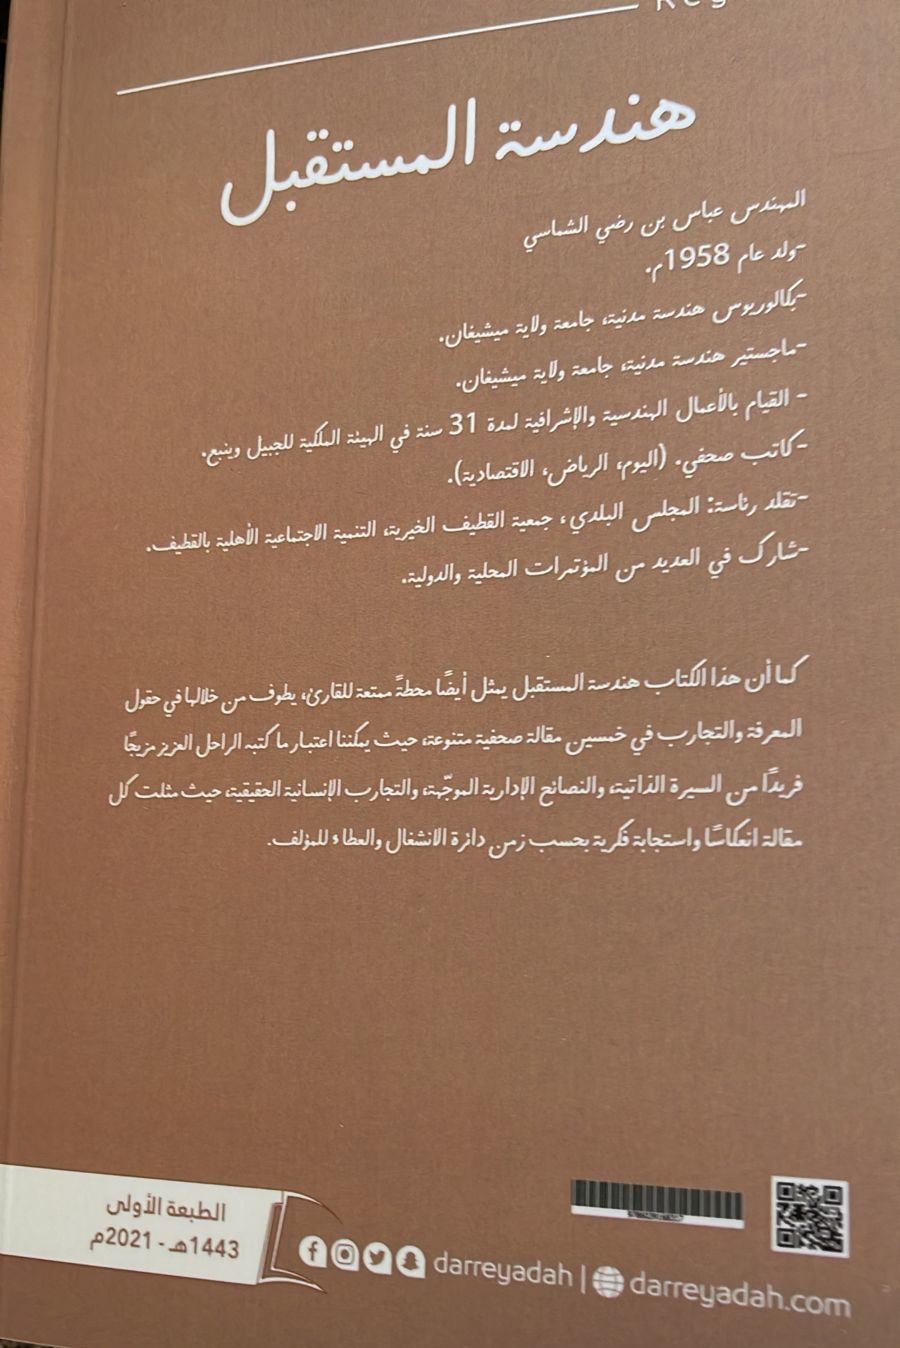 هندسة المستقبل
المهندس عباس بن رضي الشماسي
-ولد عام 1958م.
-بكالوريوس هندسة مدنية، جامعة ولاية ميشيغان.
-ماجستير هندسة مدنية، جامعة ولاية ميشيغان.
- القيام بالأعمال الهندسية والإشرافية لمدة 31 سنة في الهيئة الملكية للجبيل وينبع.
-كاتب صحفي. (اليوم، الرياض، الاقتصادية).
-تقلد رئاسة: المجلس البلدي، جمعية القطيف الخيرية، التنمية الاجتماعية الأهلية بالقطيف.
-شارك في العديد من المؤتمرات المحلية والدولية.
كما أن هذا الكتاب هندسة المستقبل يمثل أيضًا محطةً ممتعة للقارئ، يطوف من خلالها في حقول
المعرفة والتجارب في خمسين مقالة صحفية متنوعة، حيث يمكننا اعتبار ما كتبه الراحل العزيز مزيجًا
فريدًا من السيرة الذاتية، والنصائح الإدارية الموجّهة، والتجارب الإنسانية الحقيقية، حيث مثلت كل
مقالة انعكاسًا واستجابة فكرية بحسب زمن دائرة الانشغال والعطاء للمؤلف.
الطبعة الأولى
1443هـ - 2021م
darreyadah | darreyadah.com